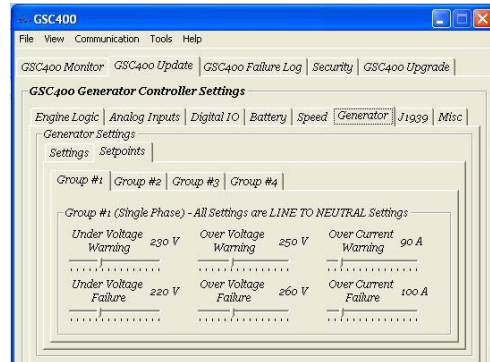 GSC400
File View Communication Tools Help
GSC400 Monitor GSC400 Update GSC400 Failure Log Security GSC400 Upgrade
GSC400 Generator Controller Settings
Engine Logic Analog Inputs Digital IO Battery Speed Generator J1939 Misc
Generator Settings
Settings Setpoints
Group #1 Group #2 Group #3 Group #4
Group #1 (Single Phase) - All Settings are LINE TO NEUTRAL Settings
Under Voltage Warning 230 V Over Voltage Warning 250 V Over Current Warning 90 A
Under Voltage Failure 220 V Over Voltage Failure 260 V Over Current Failure 100 A